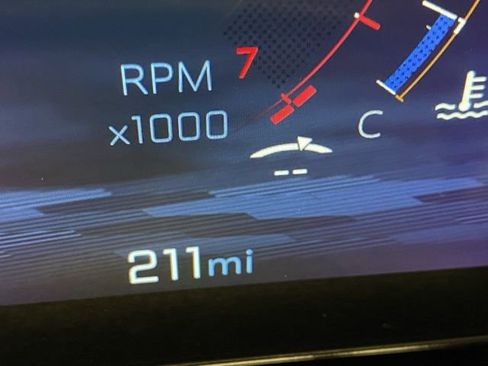 7
RPM
x1000
C
--
211mi